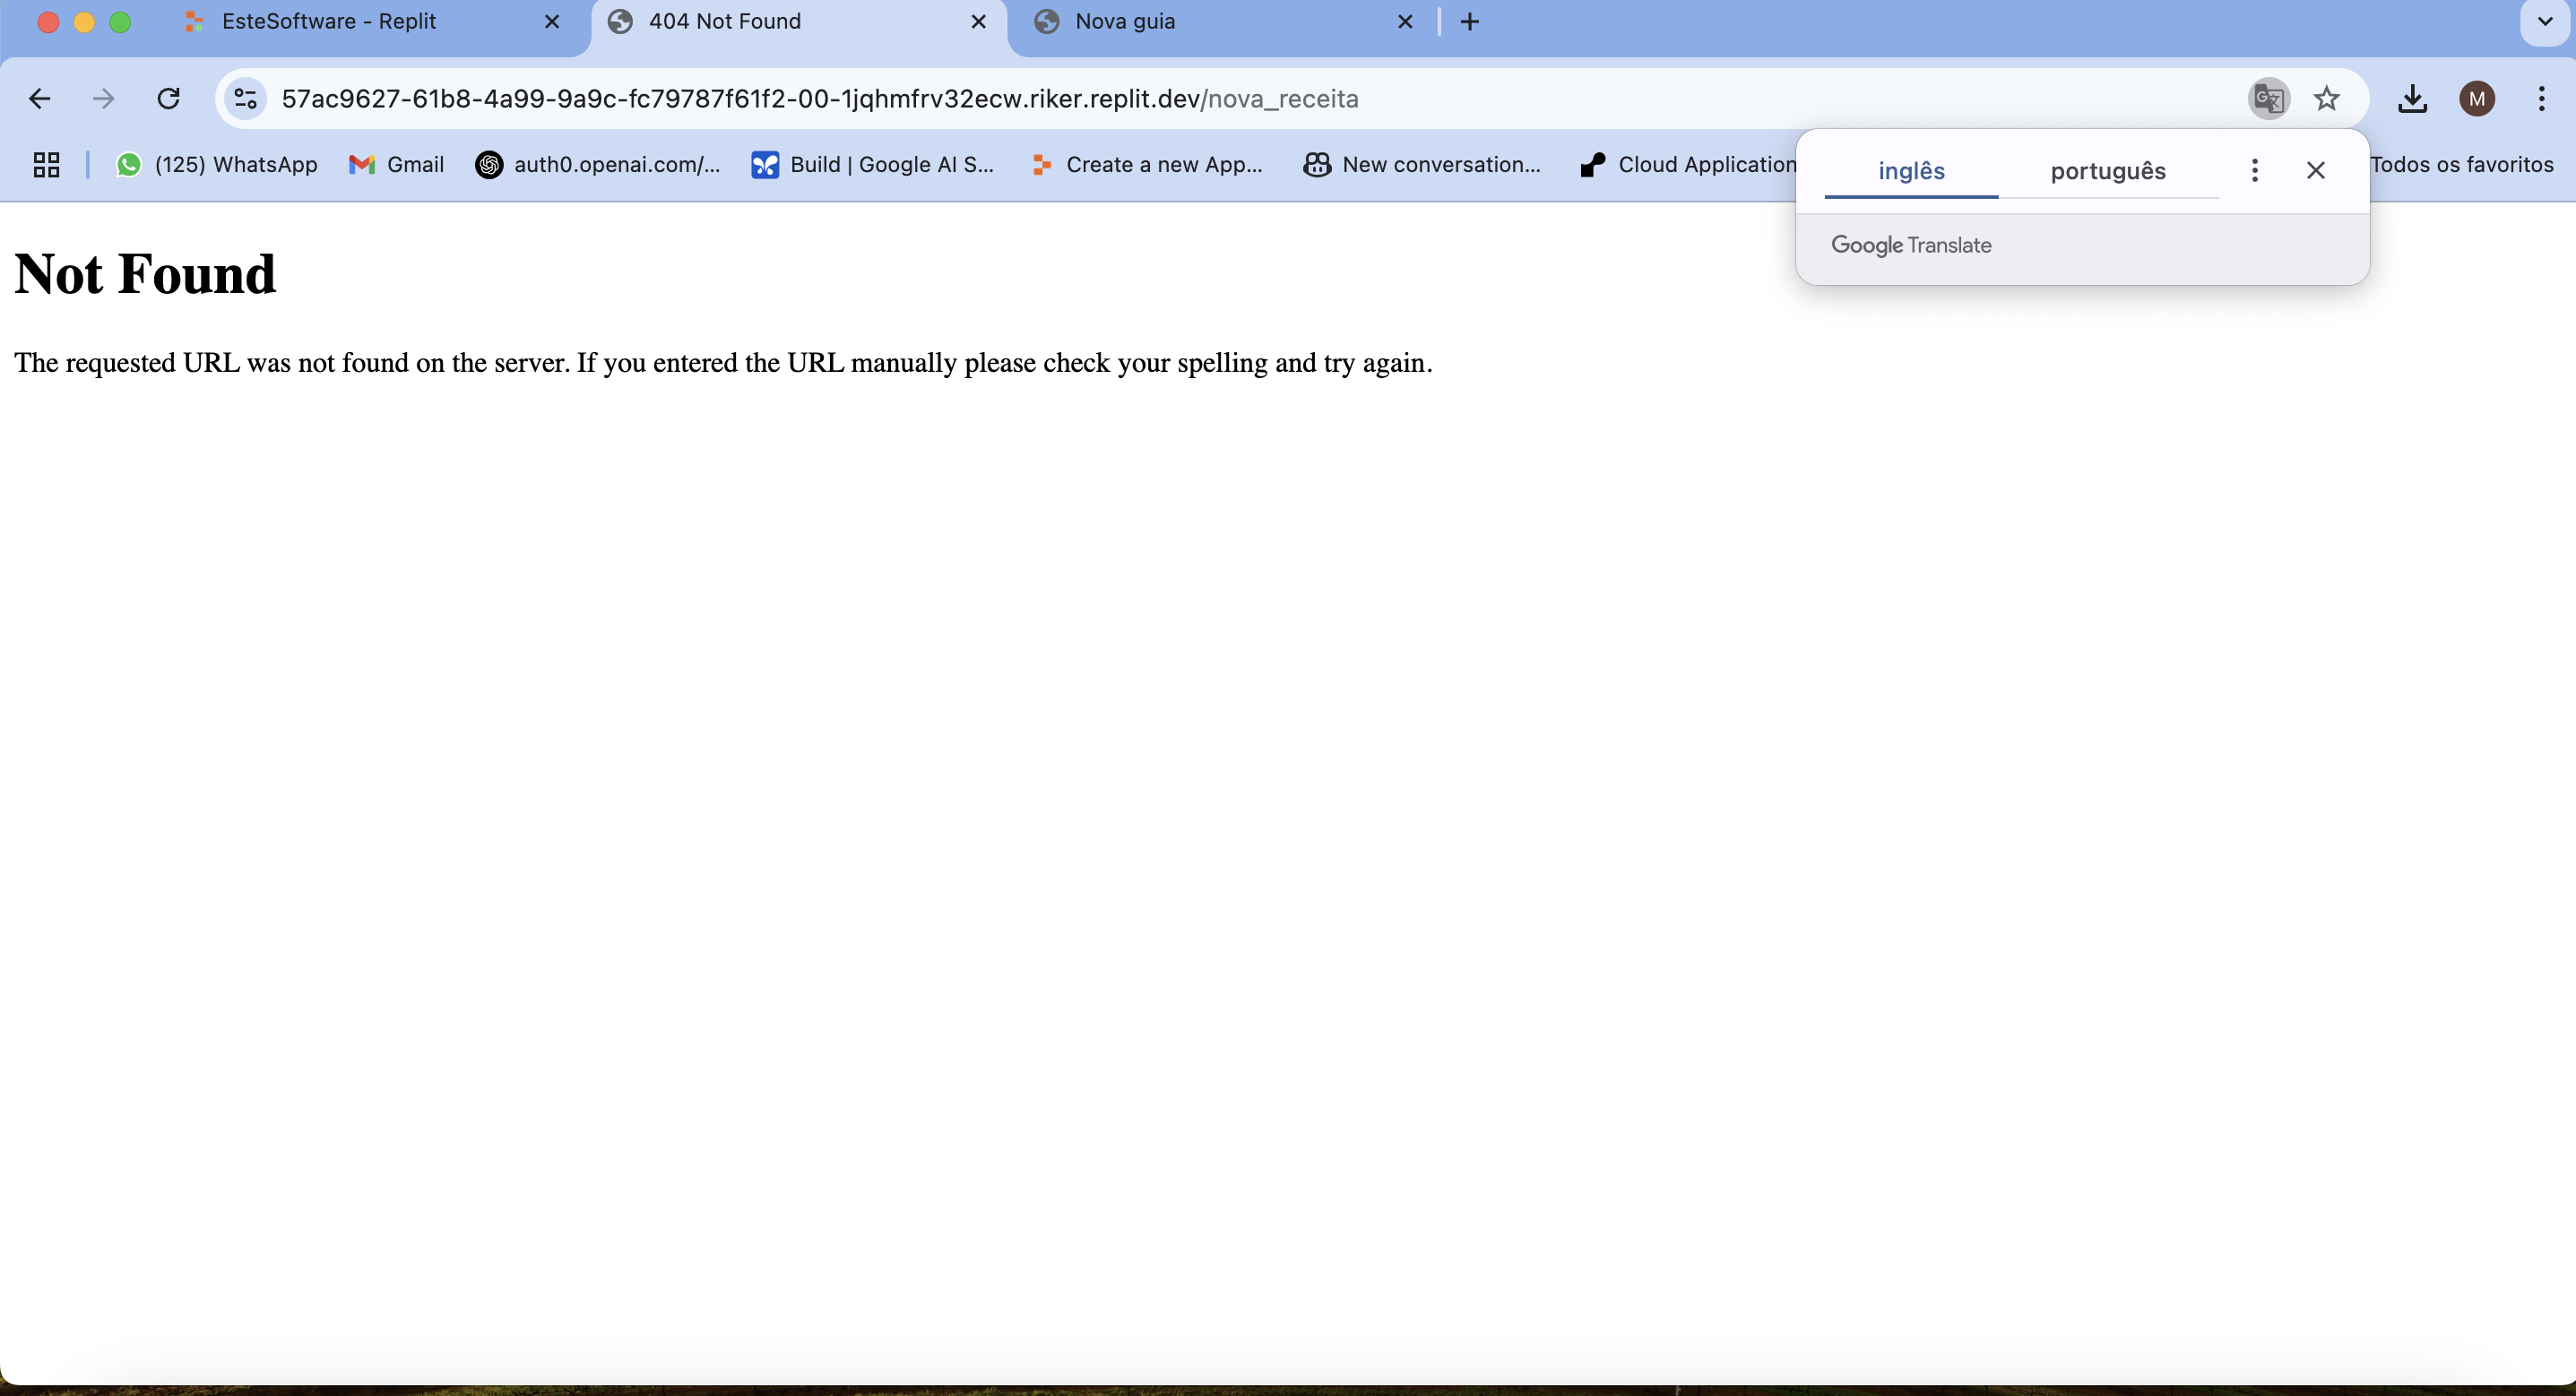 EsteSoftware - Replit
404 Not Found
Nova guia
57ac9627-61b8-4a99-9a9c-fc79787f61f2-00-1jqhmfrv32ecw.riker.replit.dev/nova_receita
M
(125) WhatsApp
Gmail
auth0.openai.com/...
Build | Google AI S...
Create a new App...
New conversation...
Cloud Application
Todos os favoritos
inglês
português
Google Translate
Not Found
The requested URL was not found on the server. If you entered the URL manually please check your spelling and try again.